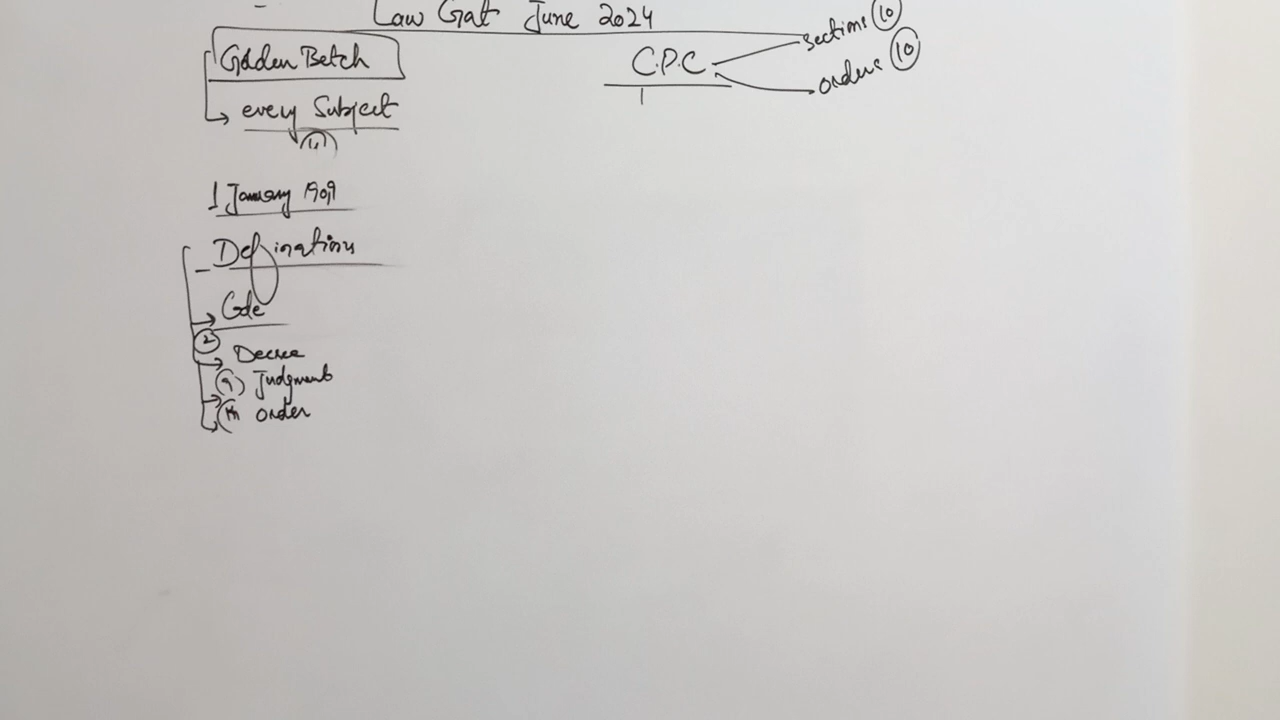 Law Gat June 2024
Golden Betch
every Subject
C.P.C
sections 10
orders 10
1 January 1909
Definations
Code
2
Decree
(9) Judgment
(14) order